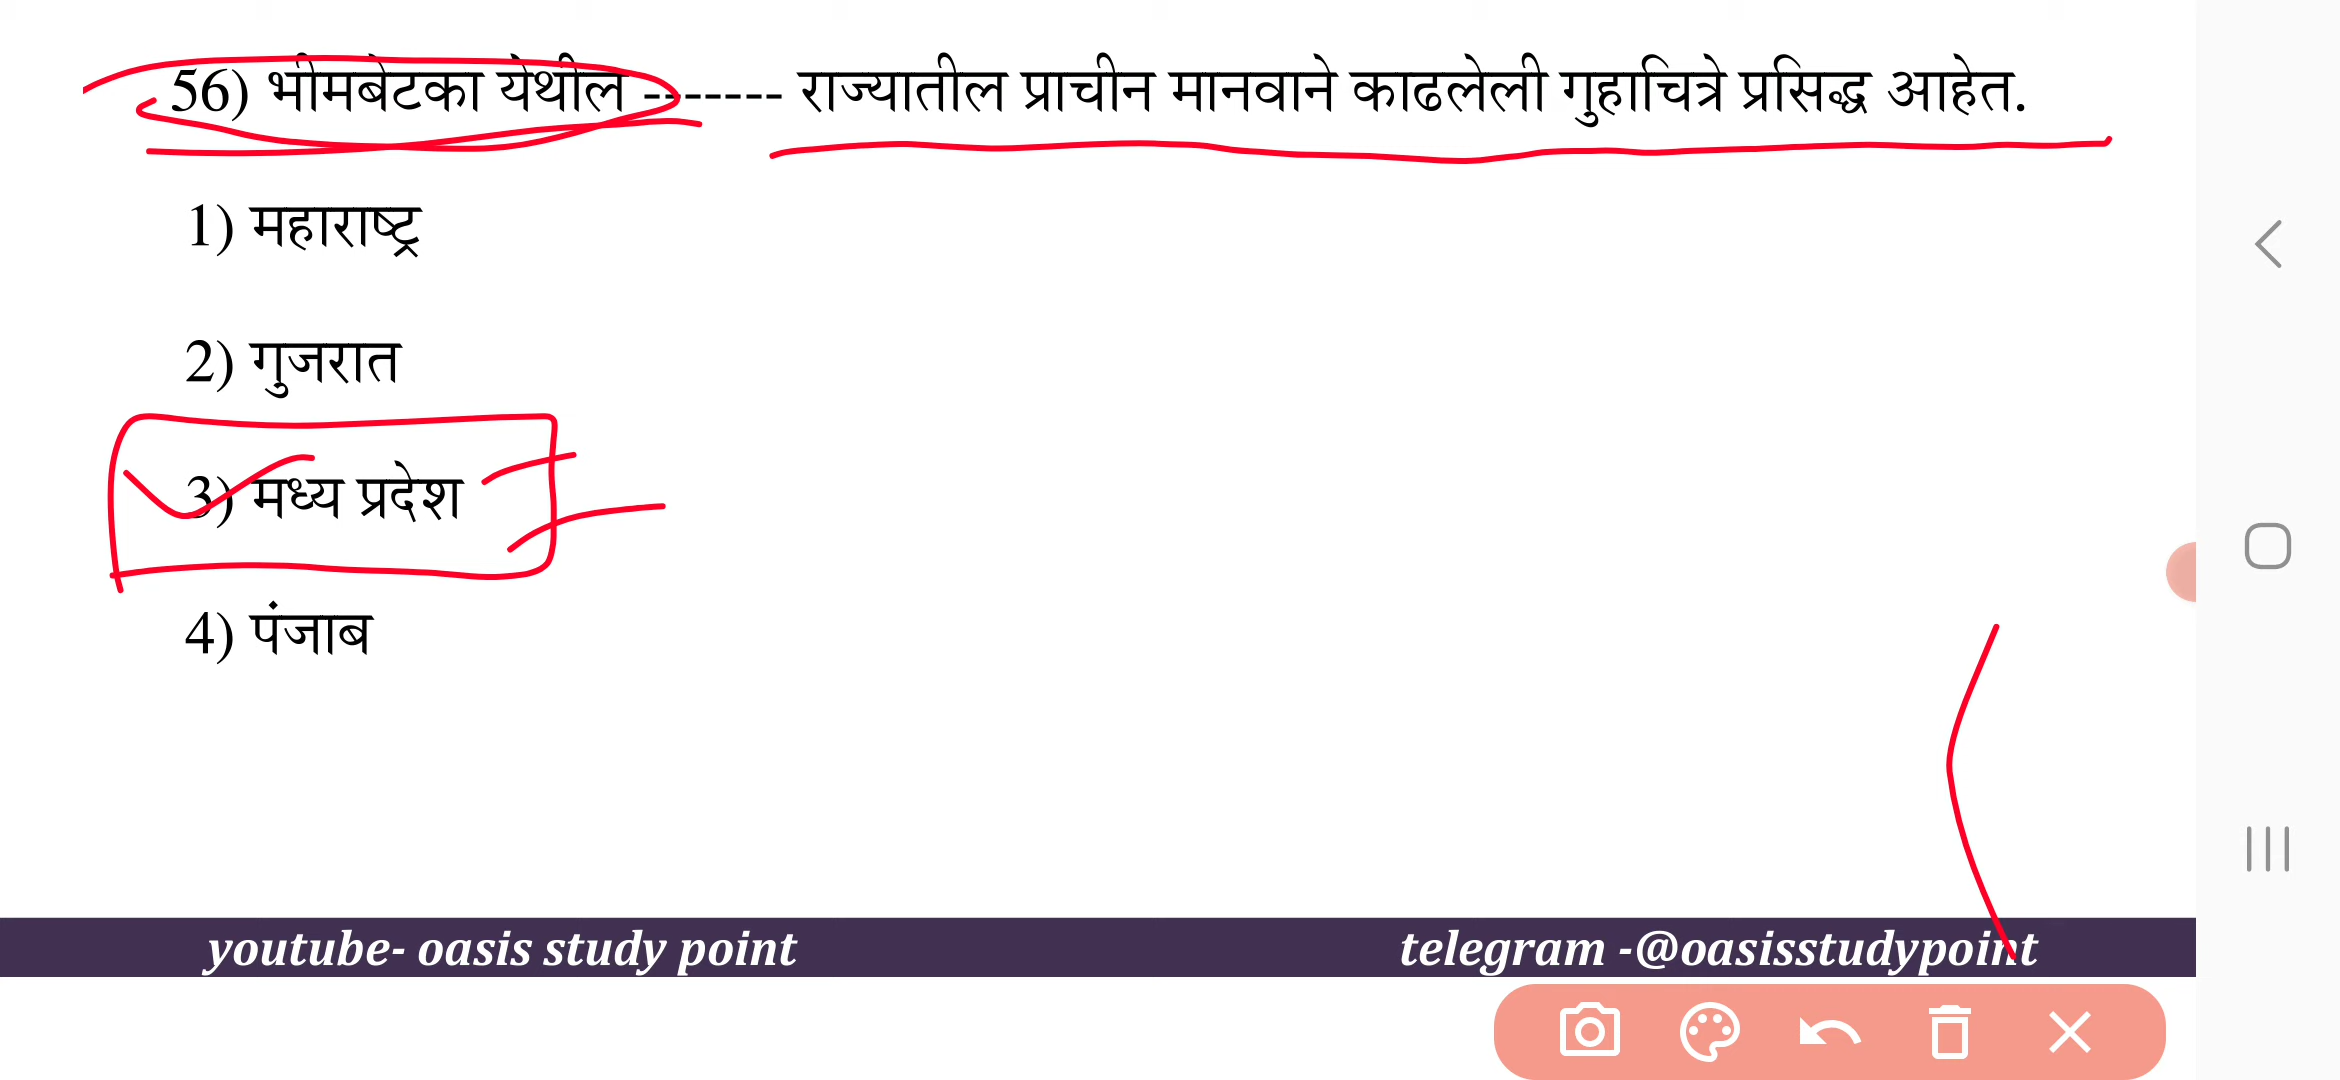 56) भीमबेटका येथील ------- राज्यातील प्राचीन मानवाने काढलेली गुहाचित्रे प्रसिद्ध आहेत.
1) महाराष्ट्र
2) गुजरात
3) मध्य प्रदेश
4) पंजाब
youtube- oasis study point telegram -@oasisstudypoint